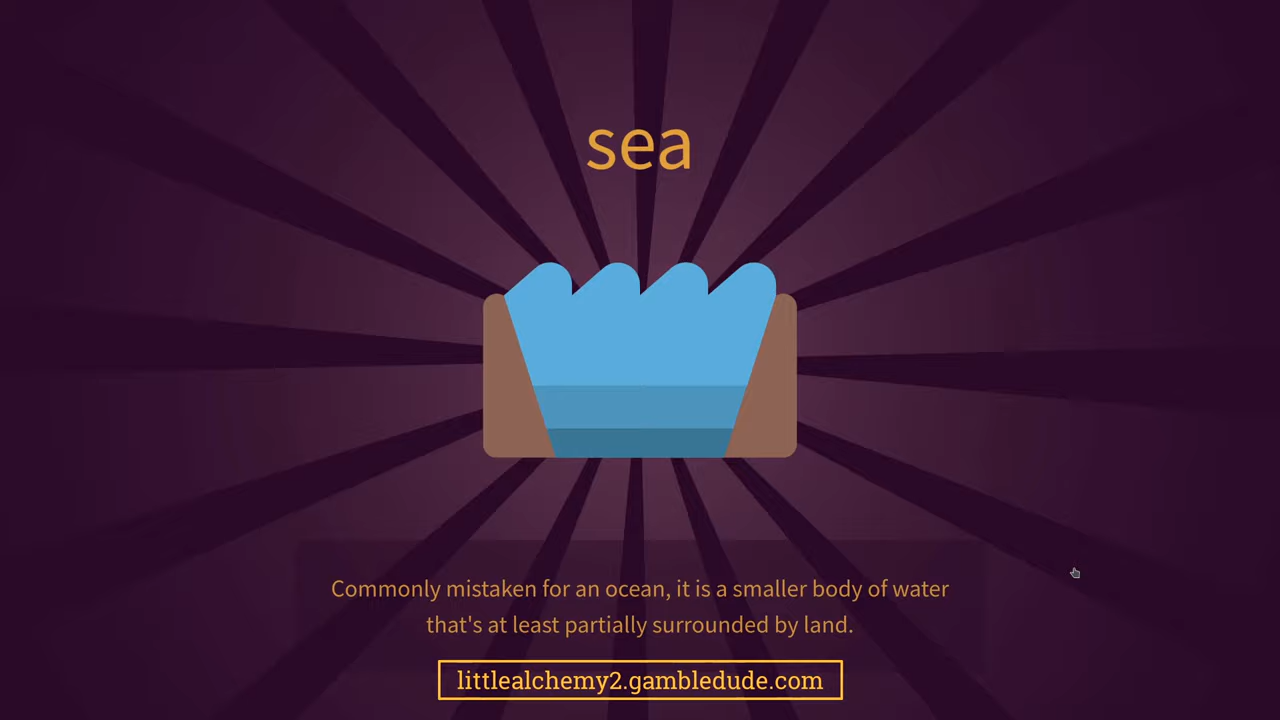 sea
Commonly mistaken for an ocean, it is a smaller body of water
that's at least partially surrounded by land.
littlealchemy2.gambledude.com